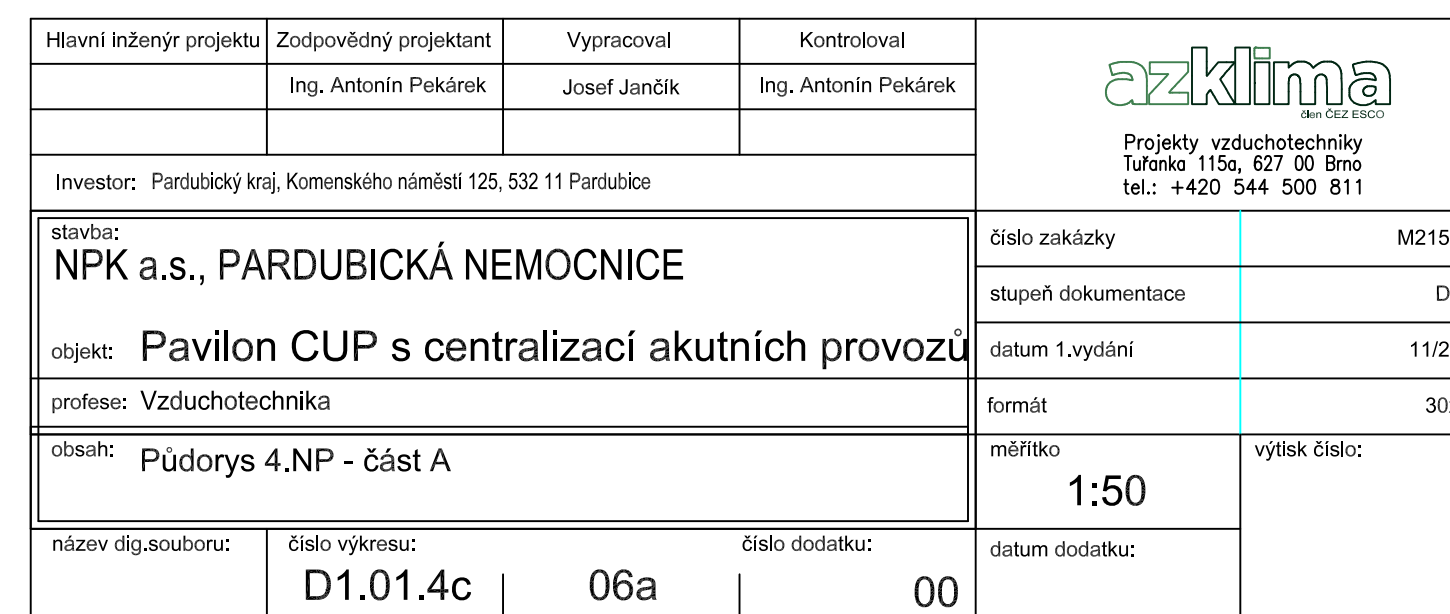 Hlavní inženýr projektu Zodpovědný projektant Vypracoval Kontroloval
Ing. Antonín Pekárek Josef Jančík Ing. Antonín Pekárek
azklima
člen ČEZ ESCO
Projekty vzduchotechniky
Tuřanka 115a, 627 00 Brno
tel.: +420 544 500 811
Investor: Pardubický kraj, Komenského náměstí 125, 532 11 Pardubice
stavba:
NPK a.s., PARDUBICKÁ NEMOCNICE
číslo zakázky M215
stupeň dokumentace D
objekt: Pavilon CUP s centralizací akutních provozů
datum 1.vydání 11/2
profese: Vzduchotechnika
formát 30
obsah: Půdorys 4.NP - část A
měřítko
1:50
výtisk číslo:
název dig.souboru:
číslo výkresu:
číslo dodatku:
datum dodatku:
D1.01.4c 06a 00